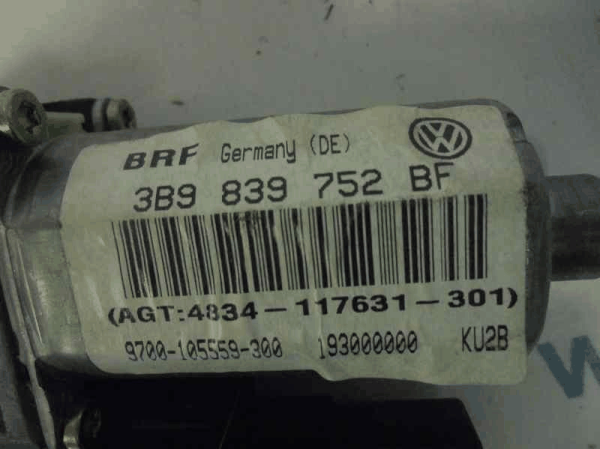 BRF Germany (DE)
3B9 839 752 BF
(AGT:4834-117631-301)
9700-105559-300 193000000 KU2B